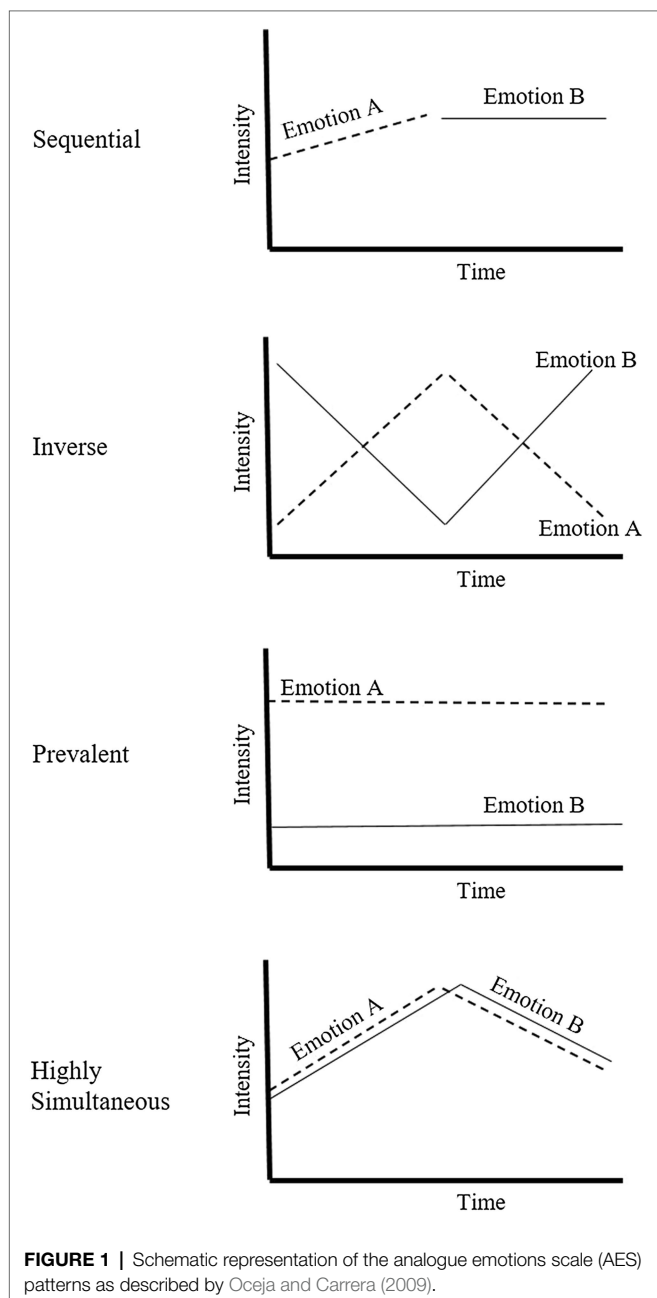 Sequential
Intensity
Emotion A
Emotion B
Time
Inverse
Intensity
Emotion B
Emotion A
Time
Prevalent
Intensity
Emotion A
Emotion B
Time
Highly
Simultaneous
Intensity
Emotion A
Emotion B
Time
FIGURE 1 | Schematic representation of the analogue emotions scale (AES)
patterns as described by Oceja and Carrera (2009).